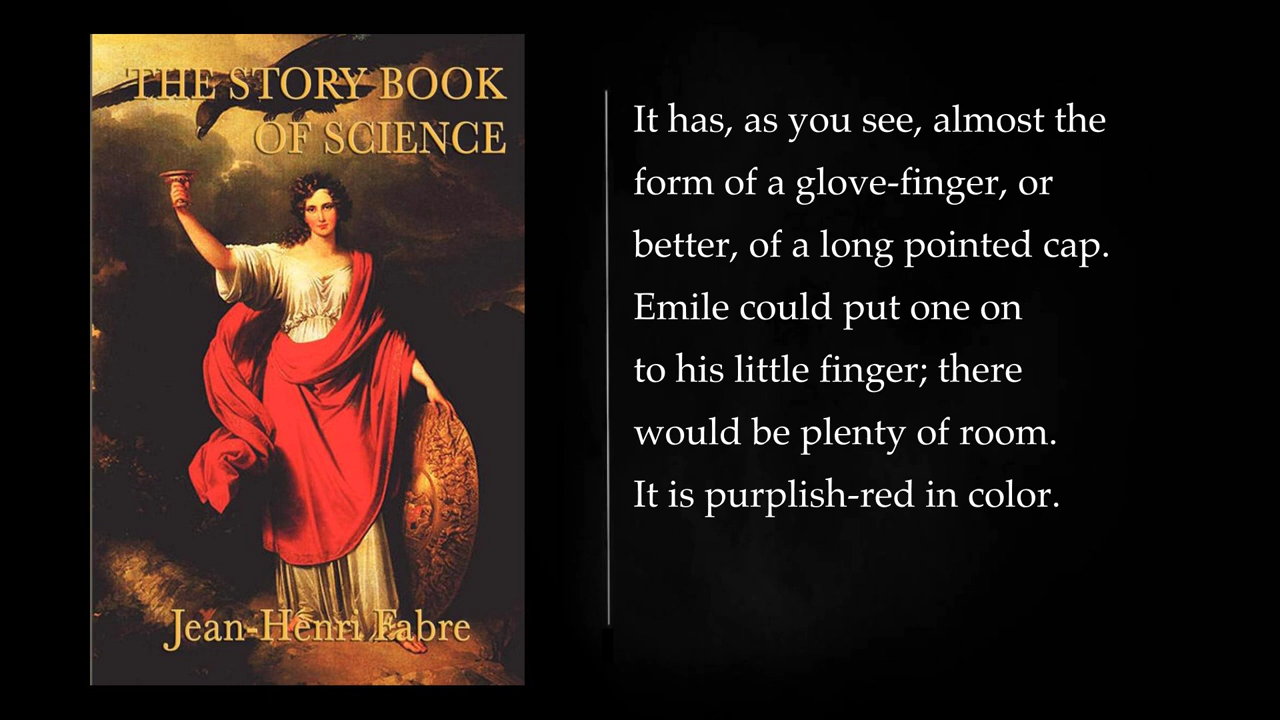 THE STORY BOOK
OF SCIENCE
Jean-Henri Fabre
It has, as you see, almost the
form of a glove-finger, or
better, of a long pointed cap.
Emile could put one on
to his little finger; there
would be plenty of room.
It is purplish-red in color.